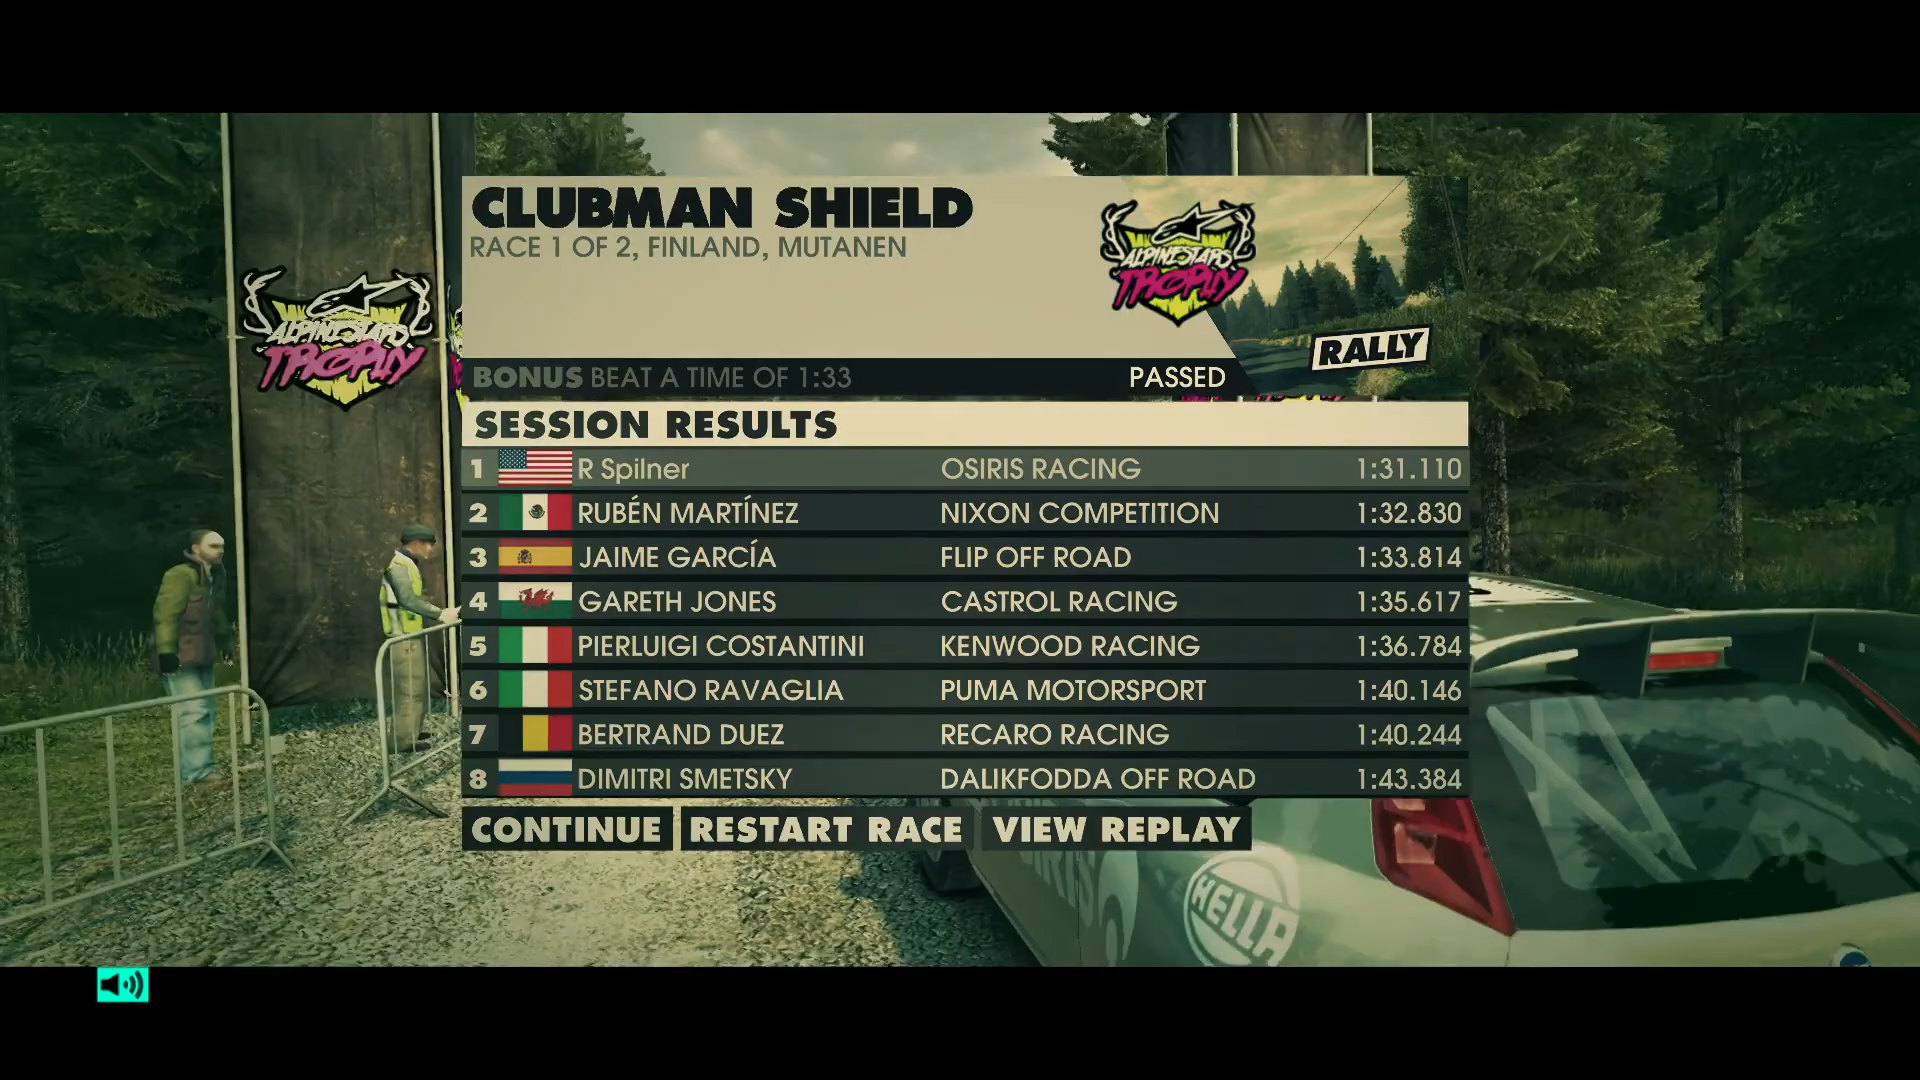 CLUBMAN SHIELD
RACE 1 OF 2, FINLAND, MUTANEN
ALPINESTARS
TROPHY
ALPINESTARS
TROPHY
RALLY
BONUS BEAT A TIME OF 1:33 PASSED
SESSION RESULTS
1 R Spilner OSIRIS RACING 1:31.110
2 RUBÉN MARTÍNEZ NIXON COMPETITION 1:32.830
3 JAIME GARCÍA FLIP OFF ROAD 1:33.814
4 GARETH JONES CASTROL RACING 1:35.617
5 PIERLUIGI COSTANTINI KENWOOD RACING 1:36.784
6 STEFANO RAVAGLIA PUMA MOTORSPORT 1:40.146
7 BERTRAND DUEZ RECARO RACING 1:40.244
8 DIMITRI SMETSKY DALIKFODDA OFF ROAD 1:43.384
CONTINUE RESTART RACE VIEW REPLAY
HELLA